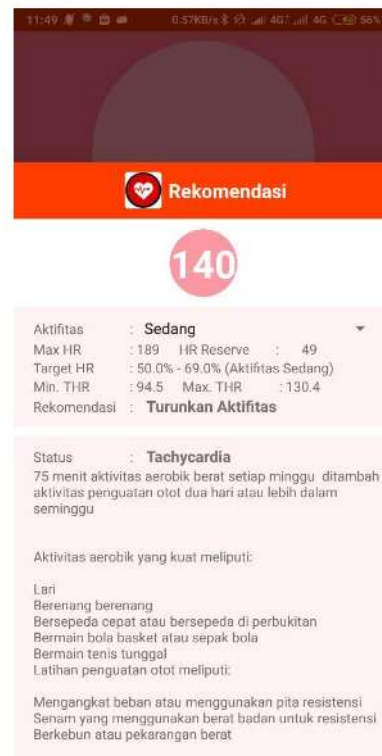 11:49 0.57KB/s 4G 4G 56%
Rekomendasi
140
Aktifitas : Sedang
Max HR : 189 HR Reserve : 49
Target HR : 50.0% - 69.0% (Aktifitas Sedang)
Min. THR : 94.5 Max. THR : 130.4
Rekomendasi : Turunkan Aktifitas
Status : Tachycardia
75 menit aktivitas aerobik berat setiap minggu ditambah
aktivitas penguatan otot dua hari atau lebih dalam
seminggu
Aktivitas aerobik yang kuat meliputi:
Lari
Berenang berenang
Bersepeda cepat atau bersepeda di perbukitan
Bermain bola basket atau sepak bola
Bermain tenis tunggal
Latihan penguatan otot meliputi:
Mengangkat beban atau menggunakan pita resistensi
Senam yang menggunakan berat badan untuk resistensi
Berkebun atau pekarangan berat